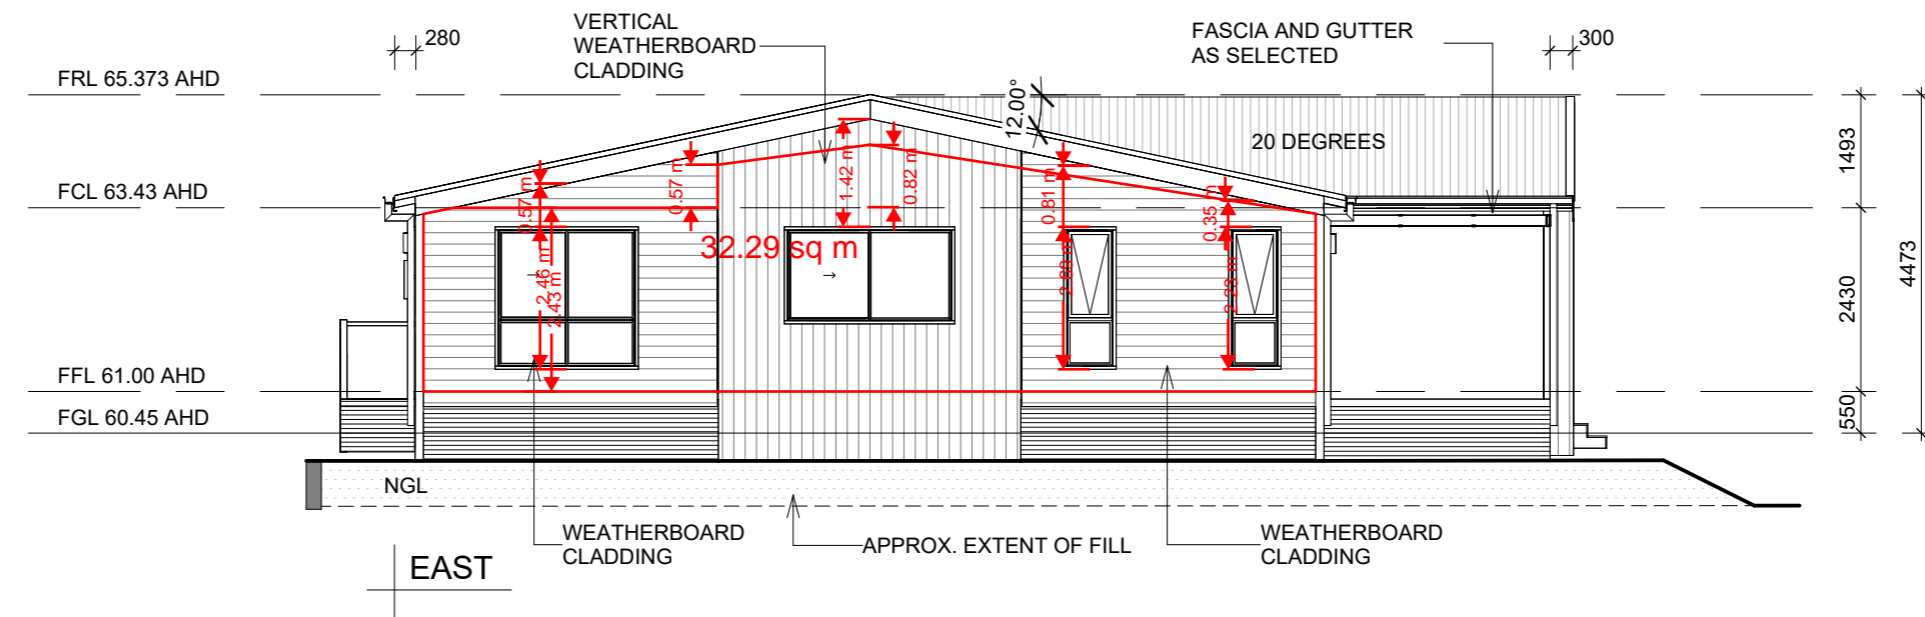 VERTICAL
WEATHERBOARD
CLADDING
FASCIA AND GUTTER
AS SELECTED
280
300
FRL 65.373 AHD
12.00°
20 DEGREES
1493
FCL 63.43 AHD
0.57 m
0.57 m
1.42 m
0.82 m
0.81 m
0.35 m
32.29 sq m
2.46 m
2.43 m
2430
4473
FFL 61.00 AHD
FGL 60.45 AHD
550
NGL
WEATHERBOARD
CLADDING
APPROX. EXTENT OF FILL
WEATHERBOARD
CLADDING
EAST